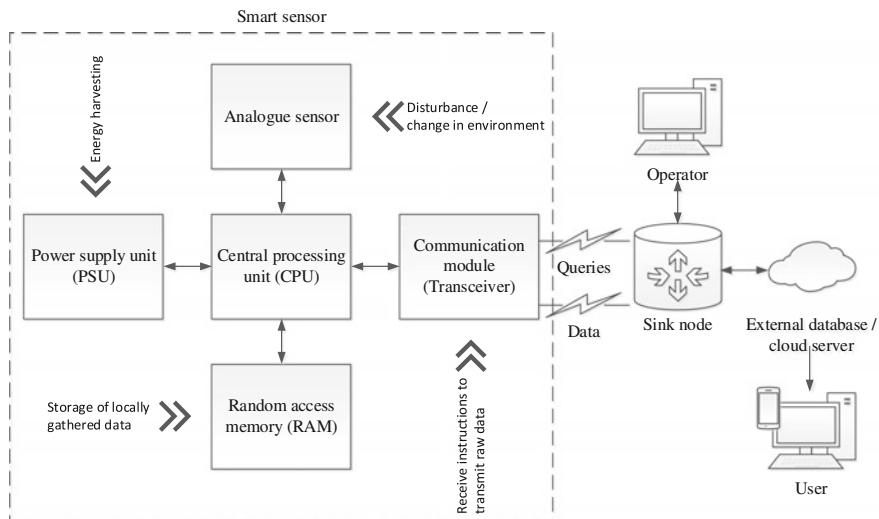 Smart sensor
Energy harvesting
Analogue sensor
Disturbance /
change in environment
Operator
Power supply unit
(PSU)
Central processing
unit (CPU)
Communication
module
(Transceiver)
Queries
Data
Sink node
External database /
cloud server
Storage of locally
gathered data
Random access
memory (RAM)
Receive instructions to
transmit raw data
User